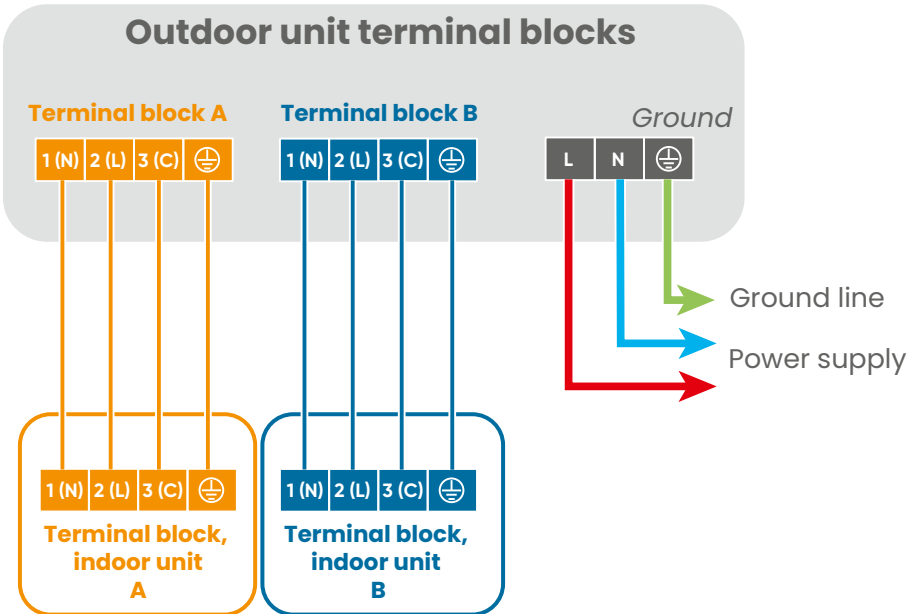 Outdoor unit terminal blocks
Terminal block A
Terminal block B
Ground
1 (N) 2 (L) 3 (C)
1 (N) 2 (L) 3 (C)
L N
Ground line
Power supply
1 (N) 2 (L) 3 (C)
Terminal block,
indoor unit
A
1 (N) 2 (L) 3 (C)
Terminal block,
indoor unit
B